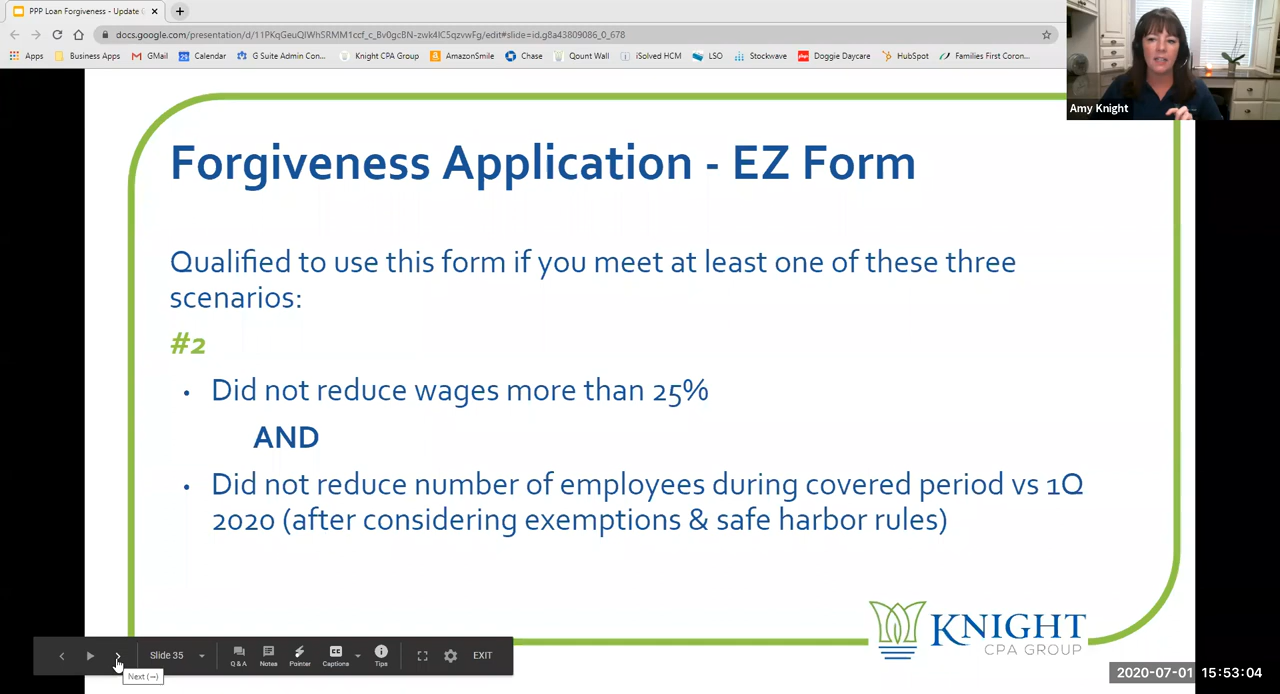 PPP Loan Forgiveness - Update
docs.google.com/presentation/d/11PKqGeuQIWhSRMM1ccf_c_Bv0gcBN-zwk4lC5qzvwFg/edit#slide=id.g8a43809086_0_678
Apps Business Apps GMail Calendar G Suite Admin Con... Knight CPA Group AmazonSmile Chase Qount Wall iSolved HCM LSO Stockwave Doggie Daycare HubSpot Families First Coron...
Amy Knight
Forgiveness Application - EZ Form
Qualified to use this form if you meet at least one of these three
scenarios:
#2
• Did not reduce wages more than 25%
AND
• Did not reduce number of employees during covered period vs 1Q
2020 (after considering exemptions & safe harbor rules)
KNIGHT
CPA GROUP
Slide 35 Q & A Notes Pointer Captions Tips EXIT
Next (→)
2020-07-01 15:53:04